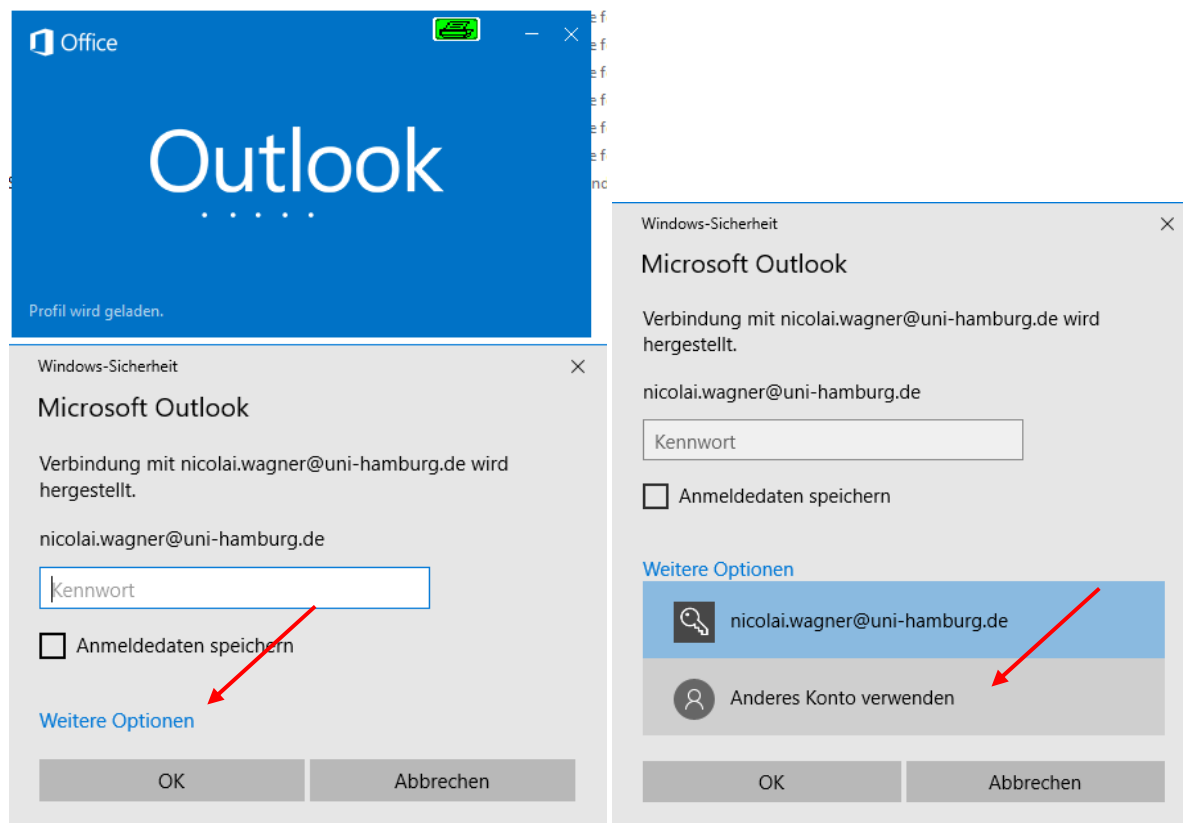 Office
Outlook
Profil wird geladen.
Windows-Sicherheit
Microsoft Outlook
Verbindung mit nicolai.wagner@uni-hamburg.de wird
hergestellt.
nicolai.wagner@uni-hamburg.de
Kennwort
Anmeldedaten speichern
Weitere Optionen
OK
Abbrechen
Windows-Sicherheit
Microsoft Outlook
Verbindung mit nicolai.wagner@uni-hamburg.de wird
hergestellt.
nicolai.wagner@uni-hamburg.de
Kennwort
Anmeldedaten speichern
Weitere Optionen
nicolai.wagner@uni-hamburg.de
Anderes Konto verwenden
OK
Abbrechen